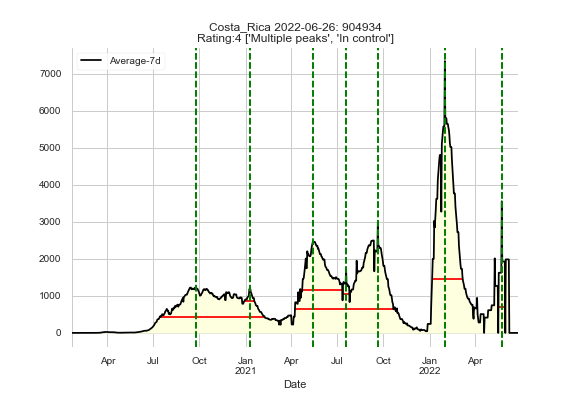 Costa_Rica 2022-06-26: 904934
Rating:4 ['Multiple peaks', 'In control']
Average-7d
7000
6000
5000
4000
3000
2000
1000
0
Apr Jul Oct Jan Apr Jul Oct Jan Apr
2021 2022
Date